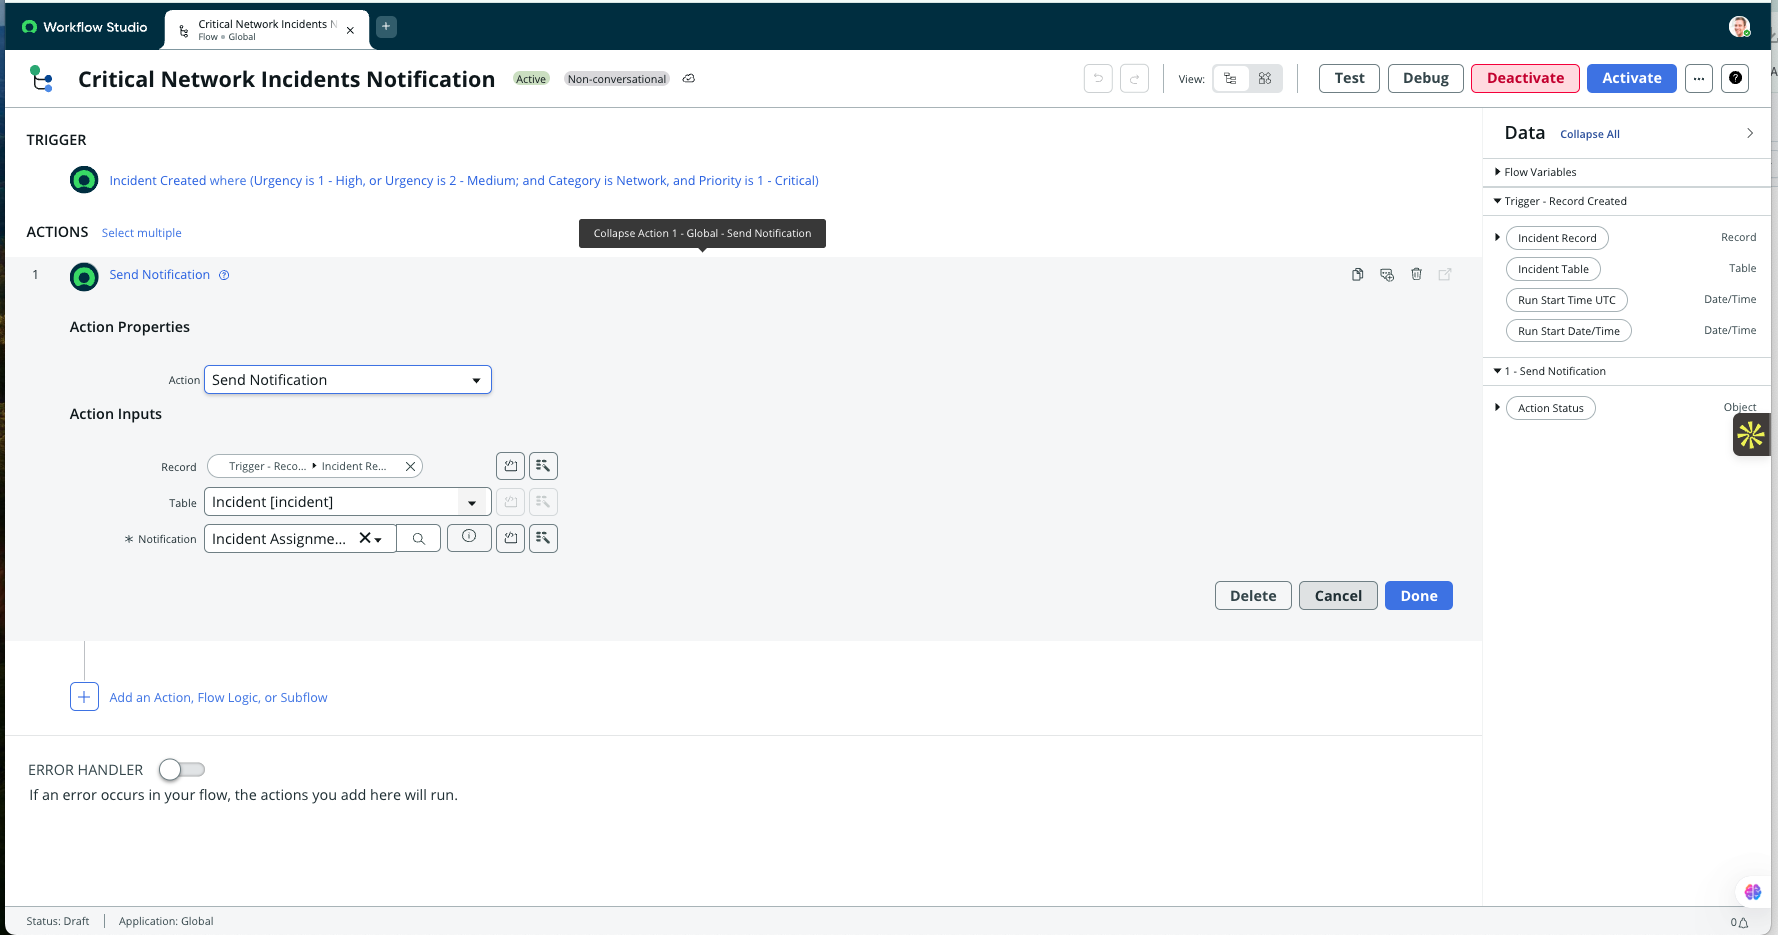 Workflow Studio
Critical Network Incidents N
Flow • Global
Critical Network Incidents Notification
Active
Non-conversational
View:
Test
Debug
Deactivate
Activate
TRIGGER
Incident Created where (Urgency is 1 - High, or Urgency is 2 - Medium; and Category is Network, and Priority is 1 - Critical)
ACTIONS
Select multiple
Collapse Action 1 - Global - Send Notification
1
Send Notification
Action Properties
Action
Send Notification
Action Inputs
Record
Trigger - Reco... ▸ Incident Re...
Table
Incident [incident]
* Notification
Incident Assignme...
Delete
Cancel
Done
Add an Action, Flow Logic, or Subflow
ERROR HANDLER
If an error occurs in your flow, the actions you add here will run.
Data
Collapse All
Flow Variables
Trigger - Record Created
Incident Record
Record
Incident Table
Table
Run Start Time UTC
Date/Time
Run Start Date/Time
Date/Time
1 - Send Notification
Action Status
Object
Status: Draft
Application: Global
0